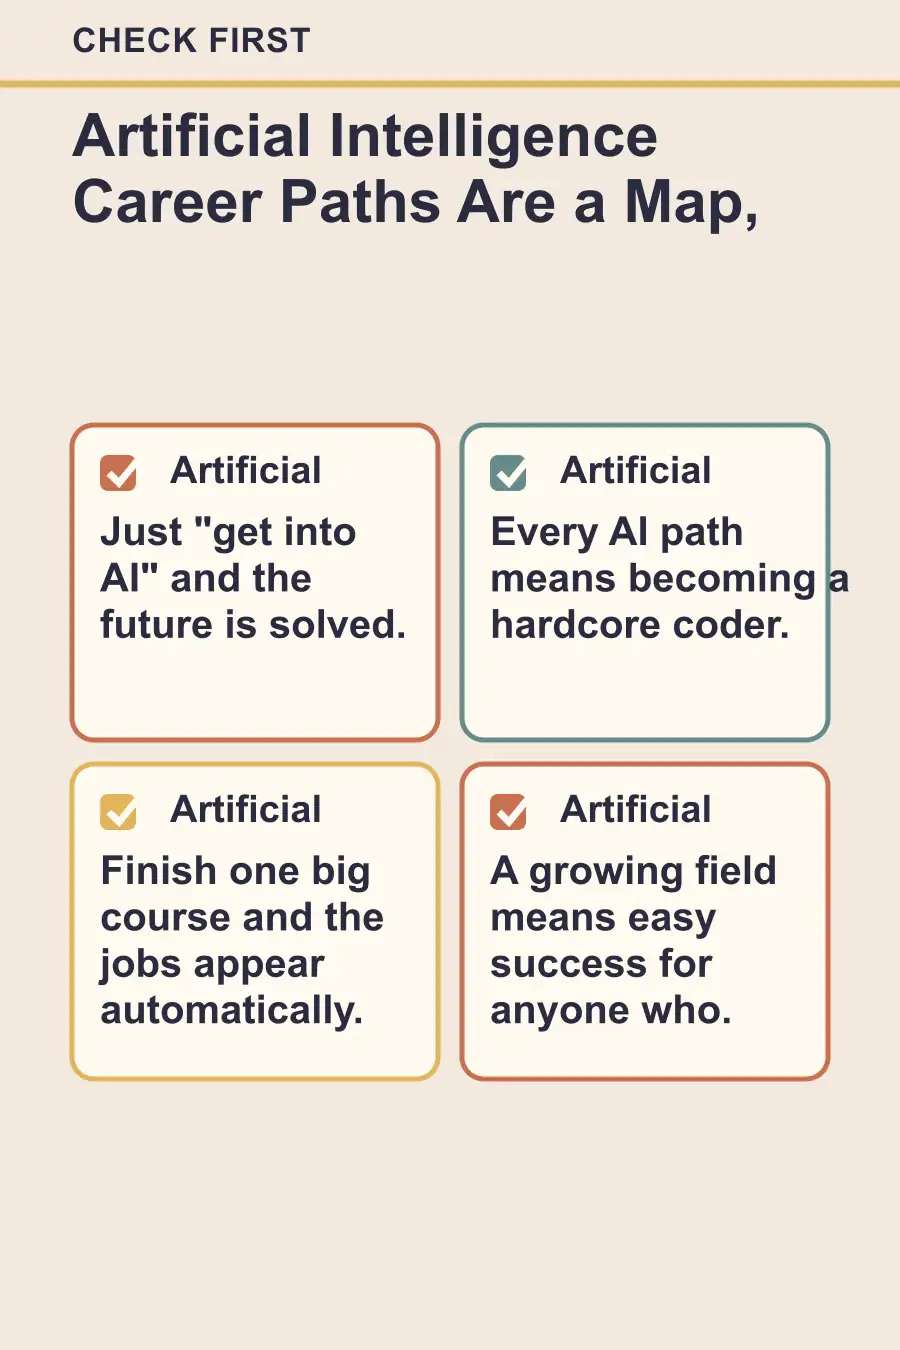 CHECK FIRST
Artificial Intelligence
Career Paths Are a Map,
Artificial
Just "get into
AI" and the
future is solved.
Artificial
Every AI path
means becoming a
hardcore coder.
Artificial
Finish one big
course and the
jobs appear
automatically.
Artificial
A growing field
means easy
success for
anyone who.